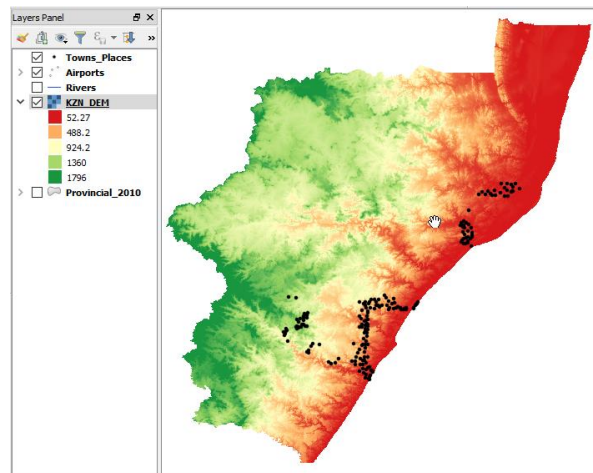 Layers Panel
»
Towns_Places
Airports
Rivers
KZN_DEM
52.27
488.2
924.2
1360
1796
Provincial_2010